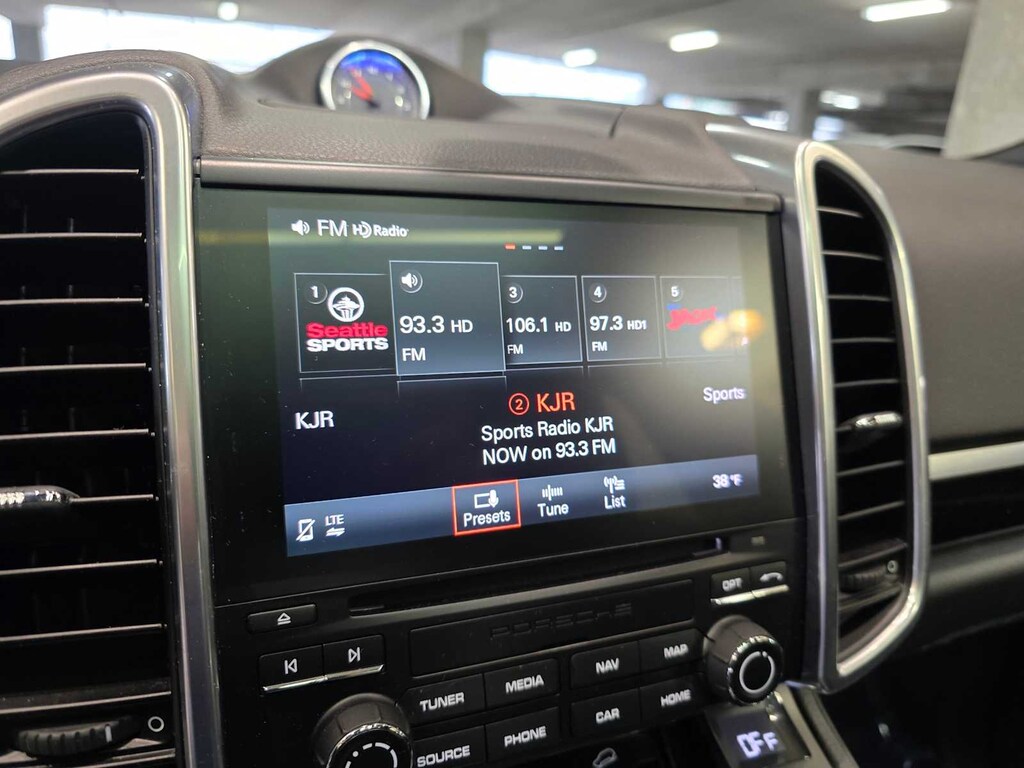 FM HD Radio
1
Seattle
SPORTS
93.3 HD
FM
3
106.1 HD
FM
4
97.3 HD1
FM
5
KJR
2 KJR
Sports
Sports Radio KJR
NOW on 93.3 FM
LTE
Presets
Tune
List
38 °F
PORSCHE
OPT
TUNER
MEDIA
NAV
MAP
SOURCE
PHONE
CAR
HOME
OFF